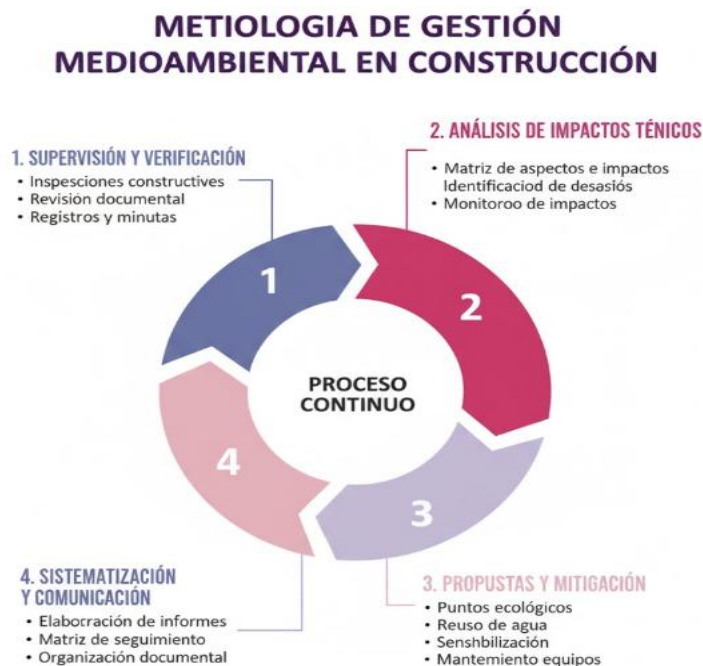 METIOLOGIA DE GESTIÓN
MEDIOAMBIENTAL EN CONSTRUCCIÓN
1. SUPERVISIÓN Y VERIFICACIÓN
• Inspesciones constructives
• Revisión documental
• Registros y minutas
2. ANÁLISIS DE IMPACTOS TÉNICOS
• Matriz de aspectos e impactos
Identificaciod de desasiós
• Monitoroo de impactos
1
2
PROCESO
CONTINUO
4
3
4. SISTEMATIZACIÓN
Y COMUNICACIÓN
• Elaborración de informes
• Matriz de seguimiento
• Organización documental
3. PROPUSTAS Y MITIGACIÓN
• Puntos ecológicos
• Reuso de agua
• Senshbilización
• Mantemiento equipos